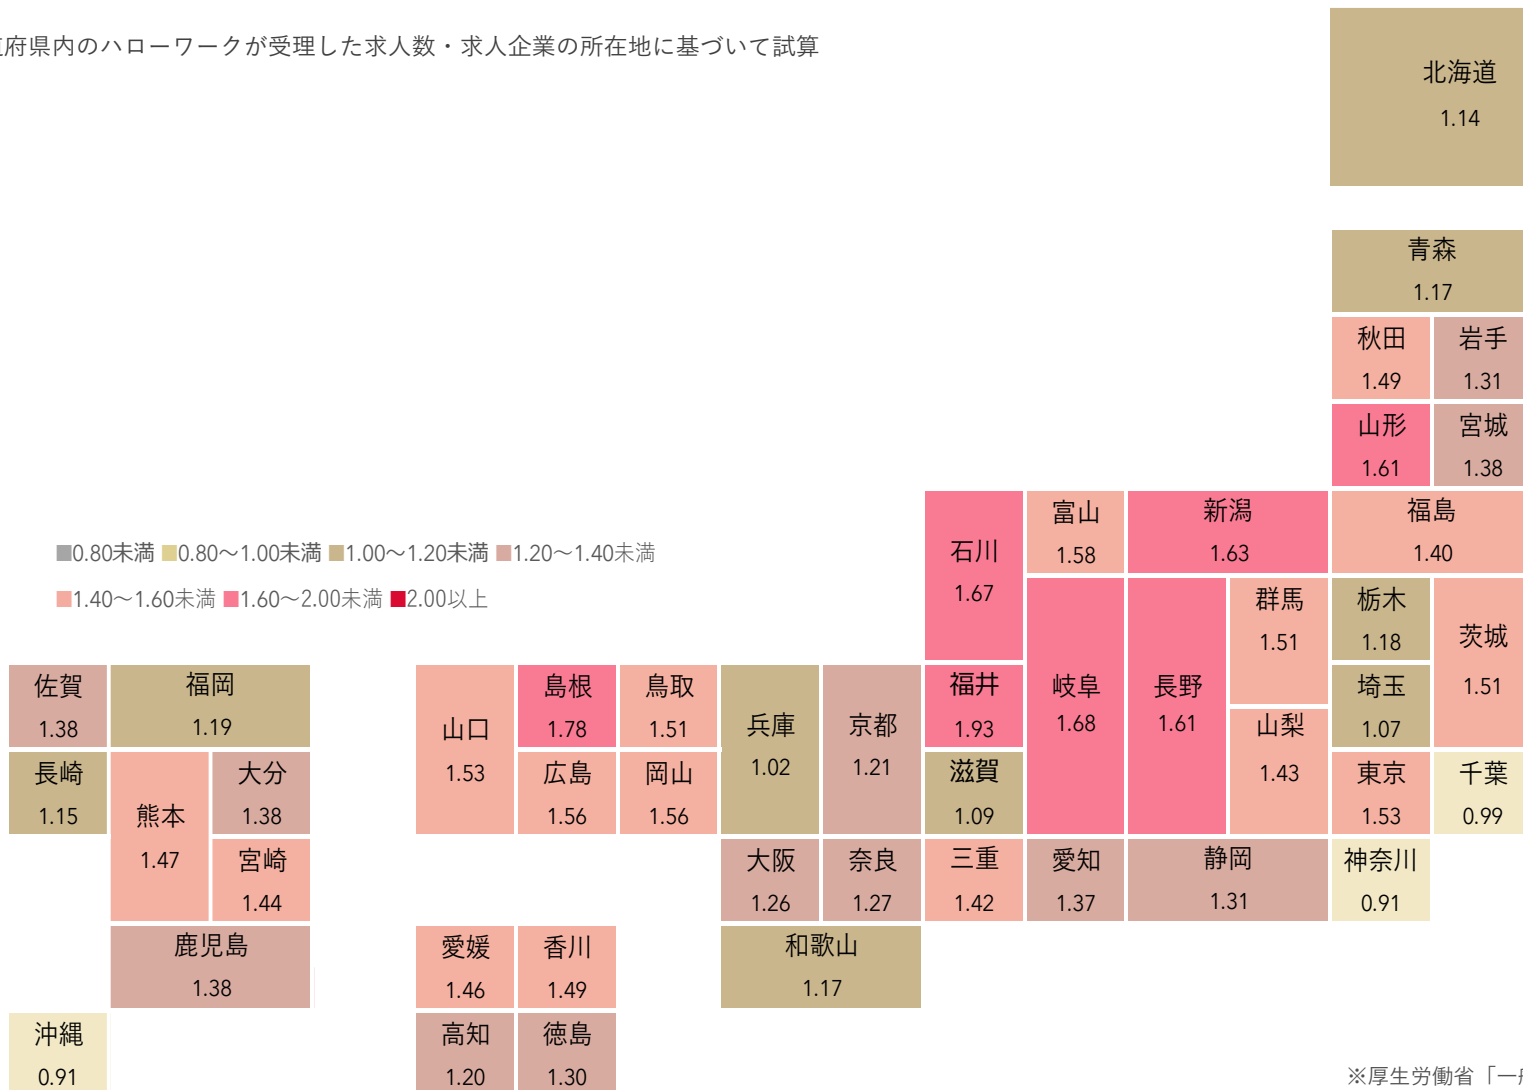 府県内のハローワークが受理した求人数・求人企業の所在地に基づいて試算
北海道
1.14
青森
1.17
秋田 岩手
1.49 1.31
山形 宮城
1.61 1.38
石川
1.67
富山
1.58
新潟
1.63
福島
1.40
■0.80未満 ■0.80～1.00未満 ■1.00～1.20未満 ■1.20～1.40未満
■1.40～1.60未満 ■1.60～2.00未満 ■2.00以上
群馬
1.51
栃木
1.18
茨城
1.51
佐賀
1.38
福岡
1.19
山口
1.53
島根
1.78
鳥取
1.51
兵庫
1.02
京都
1.21
福井
1.93
岐阜
1.68
長野
1.61
山梨
1.43
埼玉
1.07
長崎
1.15
熊本
1.47
大分
1.38
広島
1.56
岡山
1.56
滋賀
1.09
東京
1.53
千葉
0.99
宮崎
1.44
大阪
1.26
奈良
1.27
三重
1.42
愛知
1.37
静岡
1.31
神奈川
0.91
鹿児島
1.38
愛媛
1.46
香川
1.49
和歌山
1.17
沖縄
0.91
高知
1.20
徳島
1.30
※厚生労働省「一